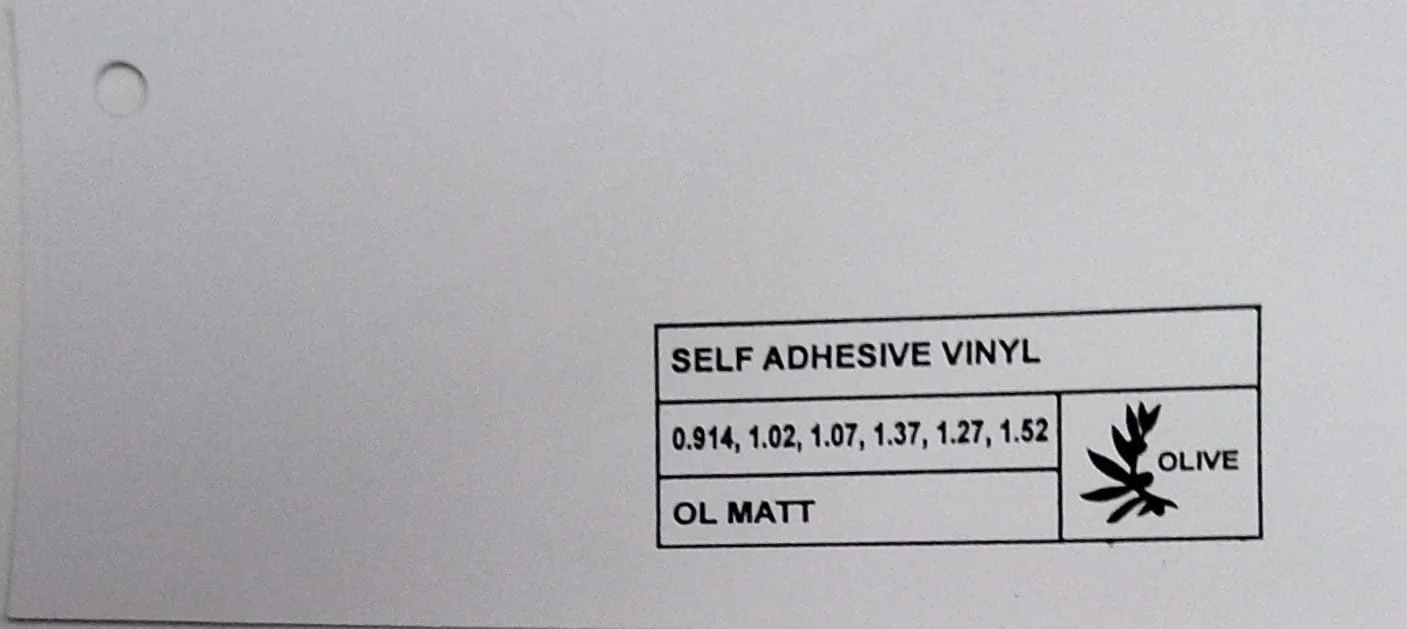 SELF ADHESIVE VINYL
0.914, 1.02, 1.07, 1.37, 1.27, 1.52
OLIVE
OL MATT